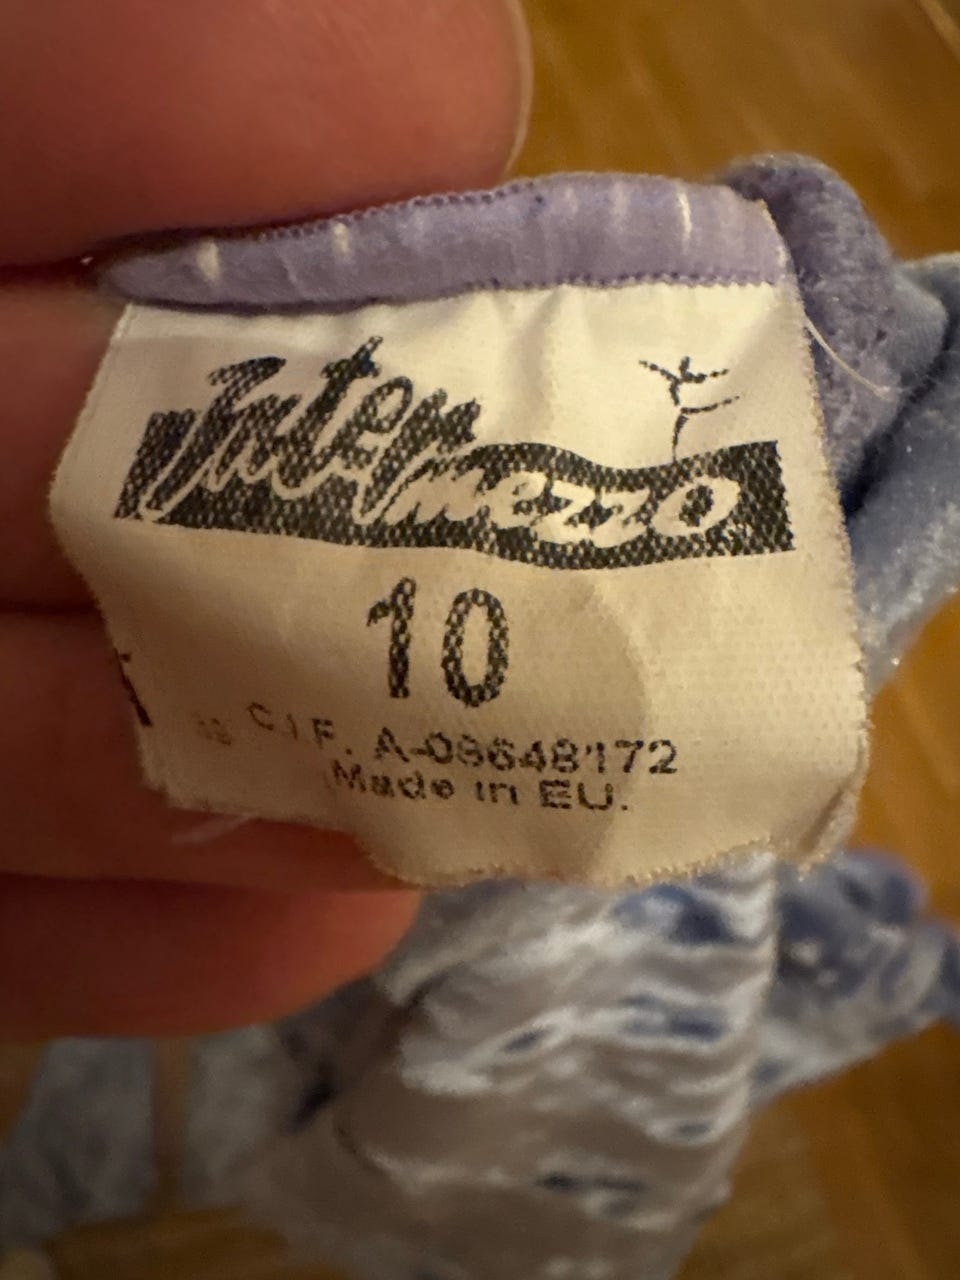 Intermezzo
10
C.I.F. A-08648172
Made in EU.